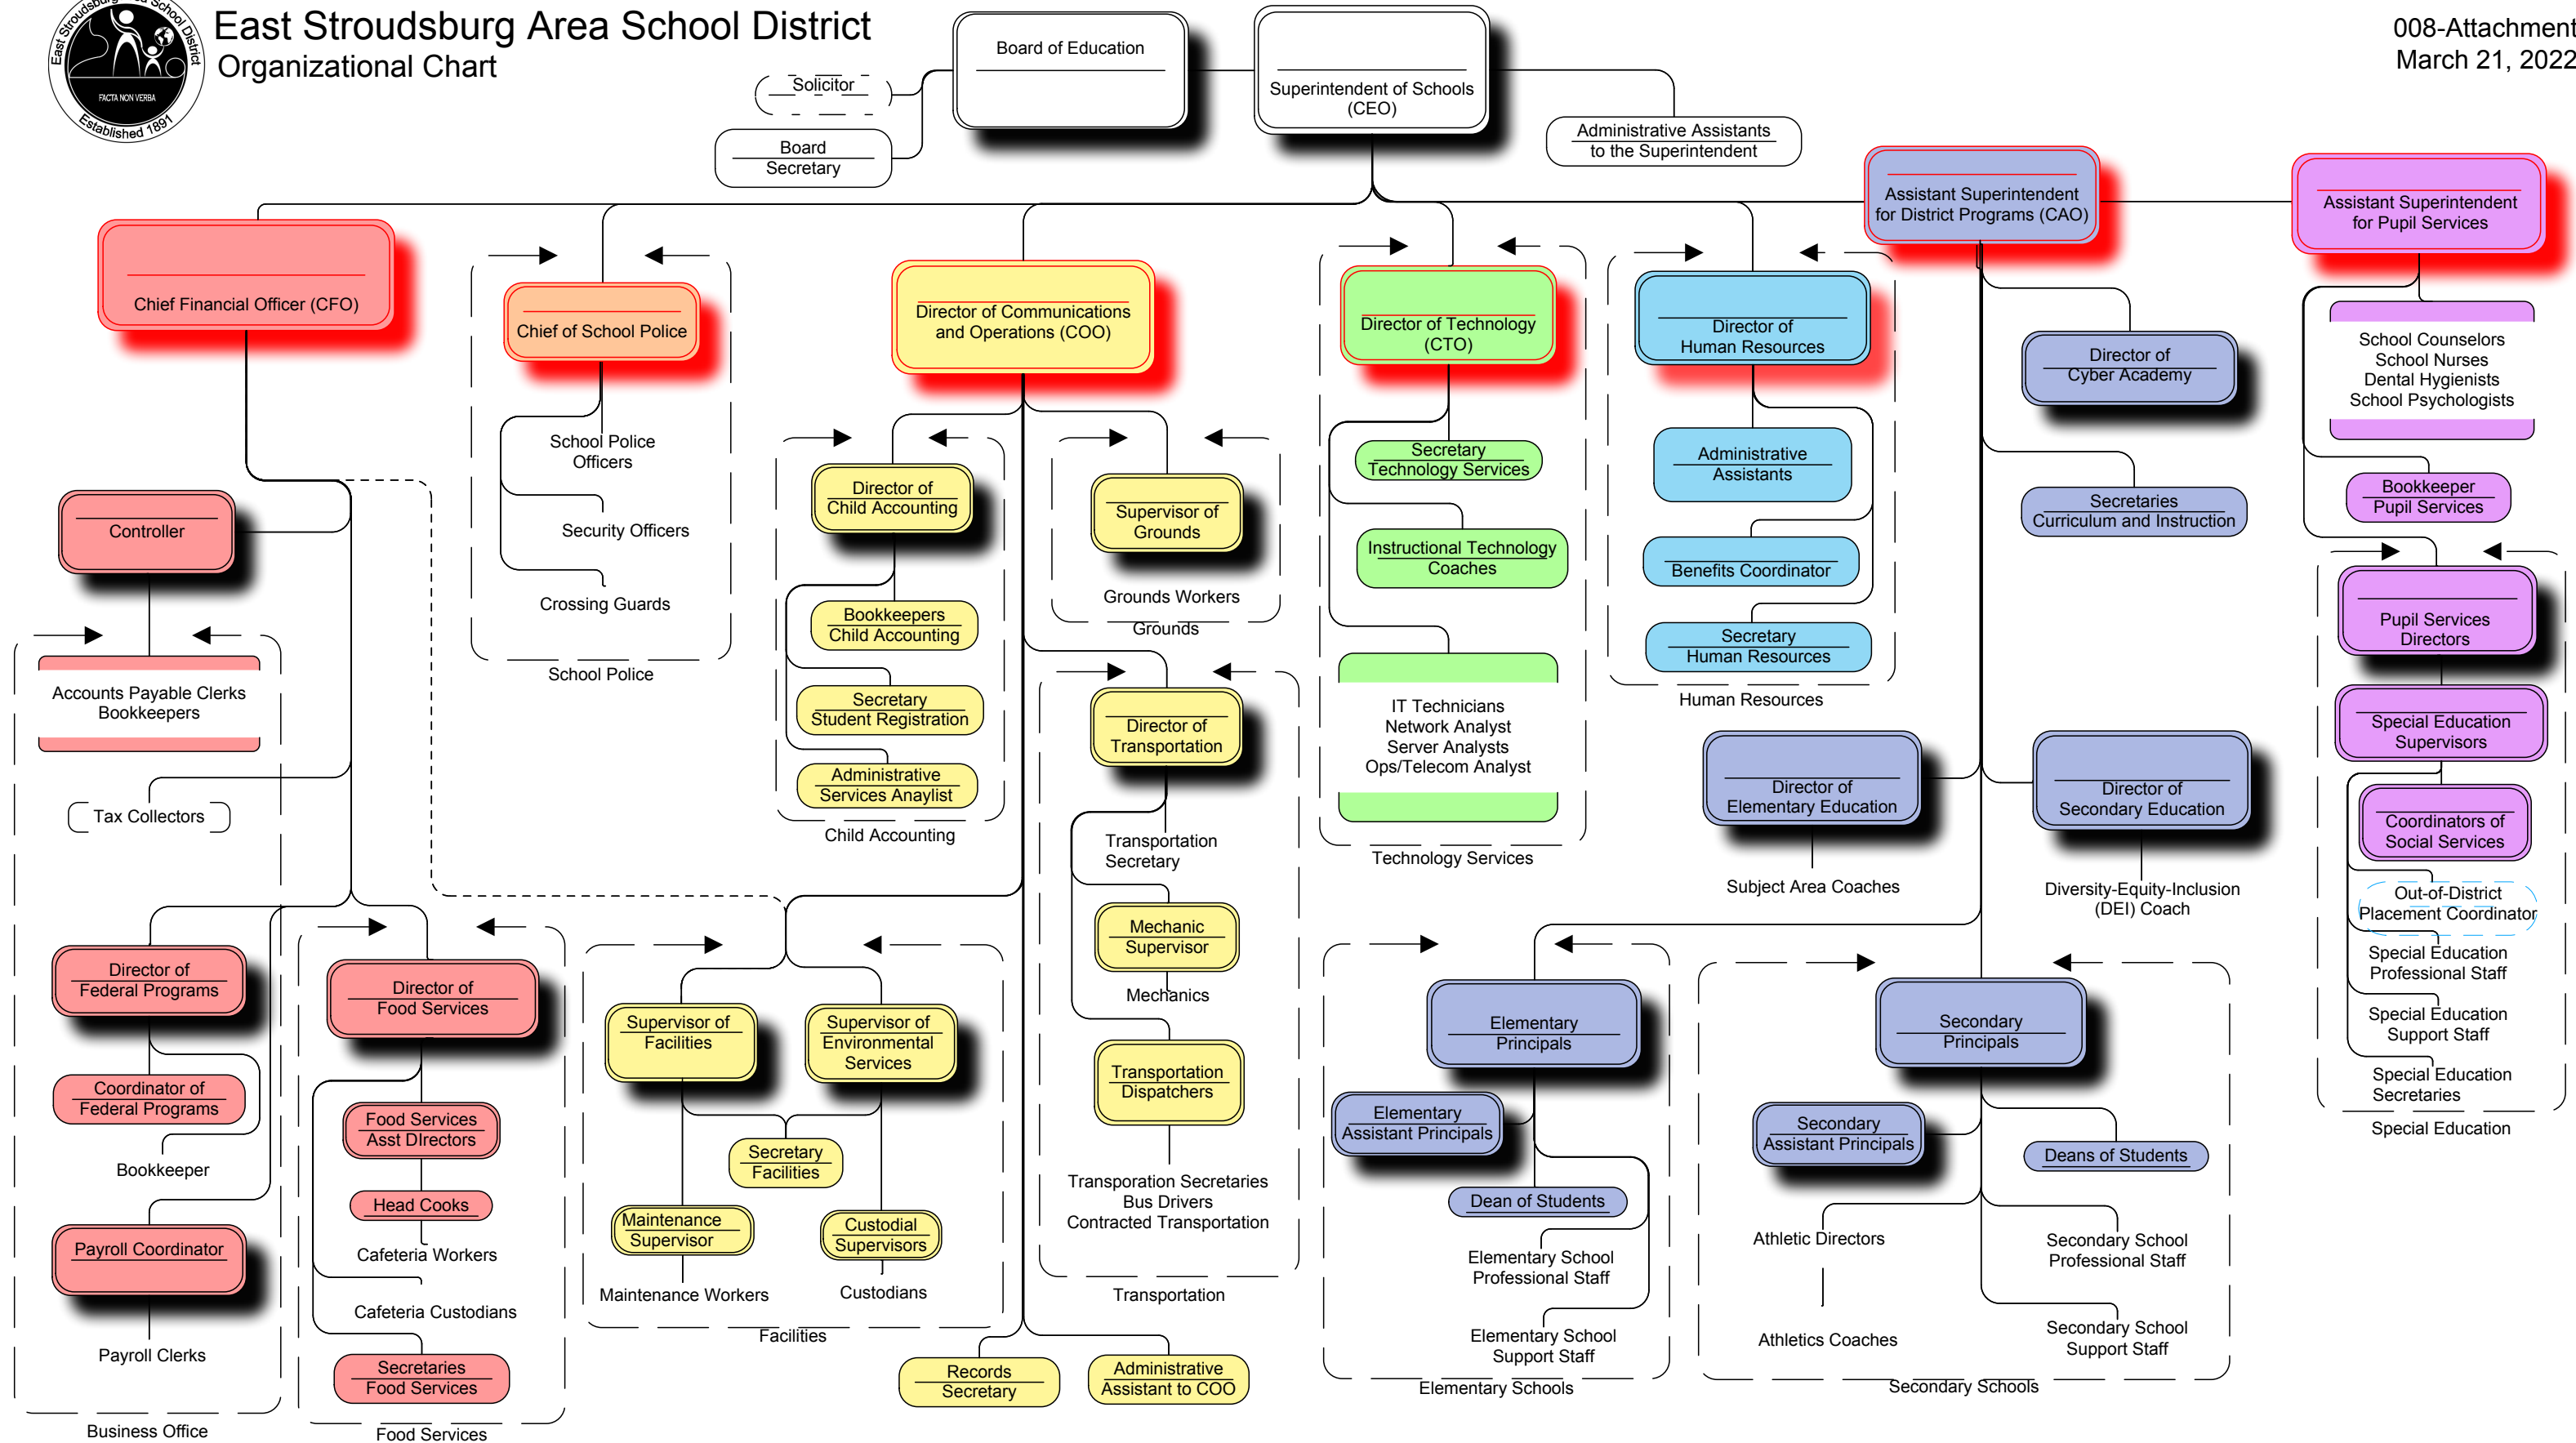 East Stroudsburg Area School District
Established 1891
FACTA NON VERBA
East Stroudsburg Area School District
Organizational Chart
008-Attachment
March 21, 2022
Board of Education
Superintendent of Schools
(CEO)
Solicitor
Board
Secretary
Administrative Assistants
to the Superintendent
Assistant Superintendent
for District Programs (CAO)
Assistant Superintendent
for Pupil Services
Chief Financial Officer (CFO)
Chief of School Police
Director of Communications
and Operations (COO)
Director of Technology
(CTO)
Director of
Human Resources
Director of
Cyber Academy
School Counselors
School Nurses
Dental Hygienists
School Psychologists
Controller
Accounts Payable Clerks
Bookkeepers
Tax Collectors
Director of
Federal Programs
Coordinator of
Federal Programs
Bookkeeper
Payroll Coordinator
Payroll Clerks
Business Office
Director of
Food Services
Food Services
Asst DIrectors
Head Cooks
Cafeteria Workers
Cafeteria Custodians
Secretaries
Food Services
Food Services
School Police
Officers
Security Officers
Crossing Guards
School Police
Director of
Child Accounting
Bookkeepers
Child Accounting
Secretary
Student Registration
Administrative
Services Anaylist
Child Accounting
Supervisor of
Grounds
Grounds Workers
Grounds
Director of
Transportation
Transportation
Secretary
Mechanic
Supervisor
Mechanics
Transportation
Dispatchers
Transporation Secretaries
Bus Drivers
Contracted Transportation
Transportation
Supervisor of
Facilities
Supervisor of
Environmental
Services
Secretary
Facilities
Maintenance
Supervisor
Custodial
Supervisors
Maintenance Workers
Custodians
Facilities
Records
Secretary
Administrative
Assistant to COO
Secretary
Technology Services
Instructional Technology
Coaches
IT Technicians
Network Analyst
Server Analysts
Ops/Telecom Analyst
Technology Services
Administrative
Assistants
Benefits Coordinator
Secretary
Human Resources
Human Resources
Secretaries
Curriculum and Instruction
Director of
Elementary Education
Subject Area Coaches
Director of
Secondary Education
Diversity-Equity-Inclusion
(DEI) Coach
Elementary
Principals
Elementary
Assistant Principals
Dean of Students
Elementary School
Professional Staff
Elementary School
Support Staff
Elementary Schools
Secondary
Principals
Secondary
Assistant Principals
Deans of Students
Athletic Directors
Athletics Coaches
Secondary School
Professional Staff
Secondary School
Support Staff
Secondary Schools
Bookkeeper
Pupil Services
Pupil Services
Directors
Special Education
Supervisors
Coordinators of
Social Services
Out-of-District
Placement Coordinator
Special Education
Professional Staff
Special Education
Support Staff
Special Education
Secretaries
Special Education